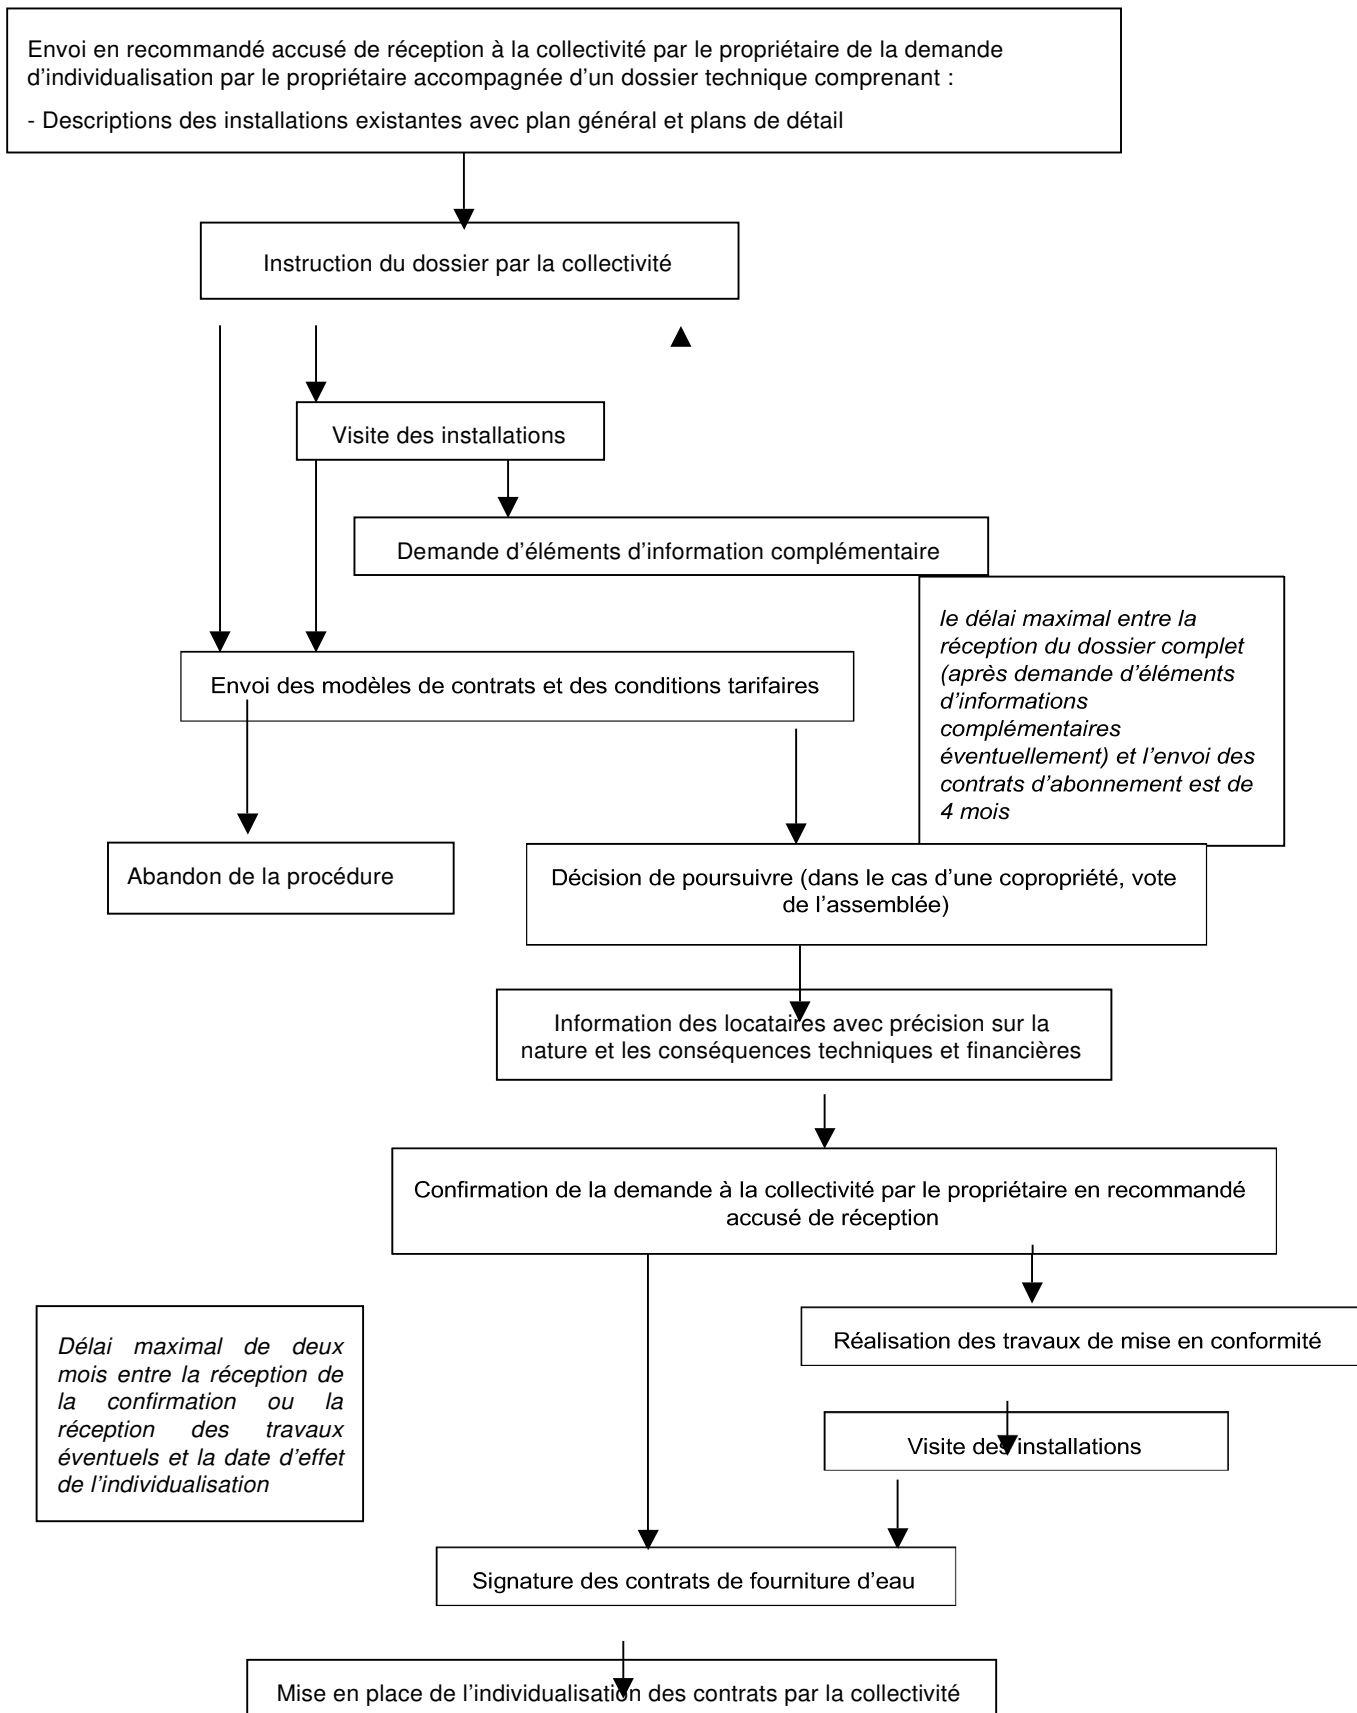 Envoi en recommandé accusé de réception à la collectivité par le propriétaire de la demande
d’individualisation par le propriétaire accompagnée d’un dossier technique comprenant :
- Descriptions des installations existantes avec plan général et plans de détail
Instruction du dossier par la collectivité
Visite des installations
Demande d’éléments d’information complémentaire
le délai maximal entre la
réception du dossier complet
(après demande d’éléments
d’informations
complémentaires
éventuellement) et l’envoi des
contrats d’abonnement est de
4 mois
Envoi des modèles de contrats et des conditions tarifaires
Abandon de la procédure
Décision de poursuivre (dans le cas d’une copropriété, vote
de l’assemblée)
Information des locataires avec précision sur la
nature et les conséquences techniques et financières
Confirmation de la demande à la collectivité par le propriétaire en recommandé
accusé de réception
Délai maximal de deux
mois entre la réception de
la confirmation ou la
réception des travaux
éventuels et la date d’effet
de l’individualisation
Réalisation des travaux de mise en conformité
Visite des installations
Signature des contrats de fourniture d’eau
Mise en place de l’individualisation des contrats par la collectivité